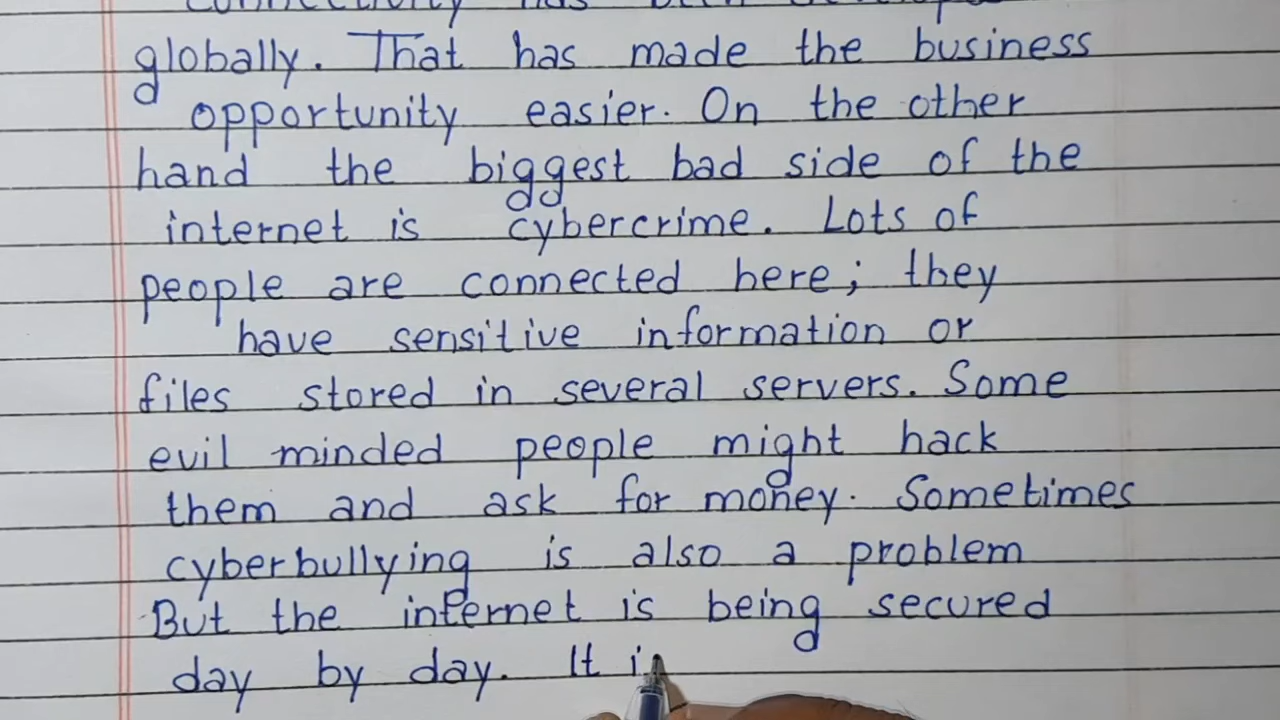 globally. That has made the business
opportunity easier. On the other
hand the biggest bad side of the
internet is cybercrime. Lots of
people are connected here; they
have sensitive information or
files stored in several servers. Some
evil minded people might hack
them and ask for money. Sometimes
cyberbullying is also a problem
But the internet is being secured
day by day. It i